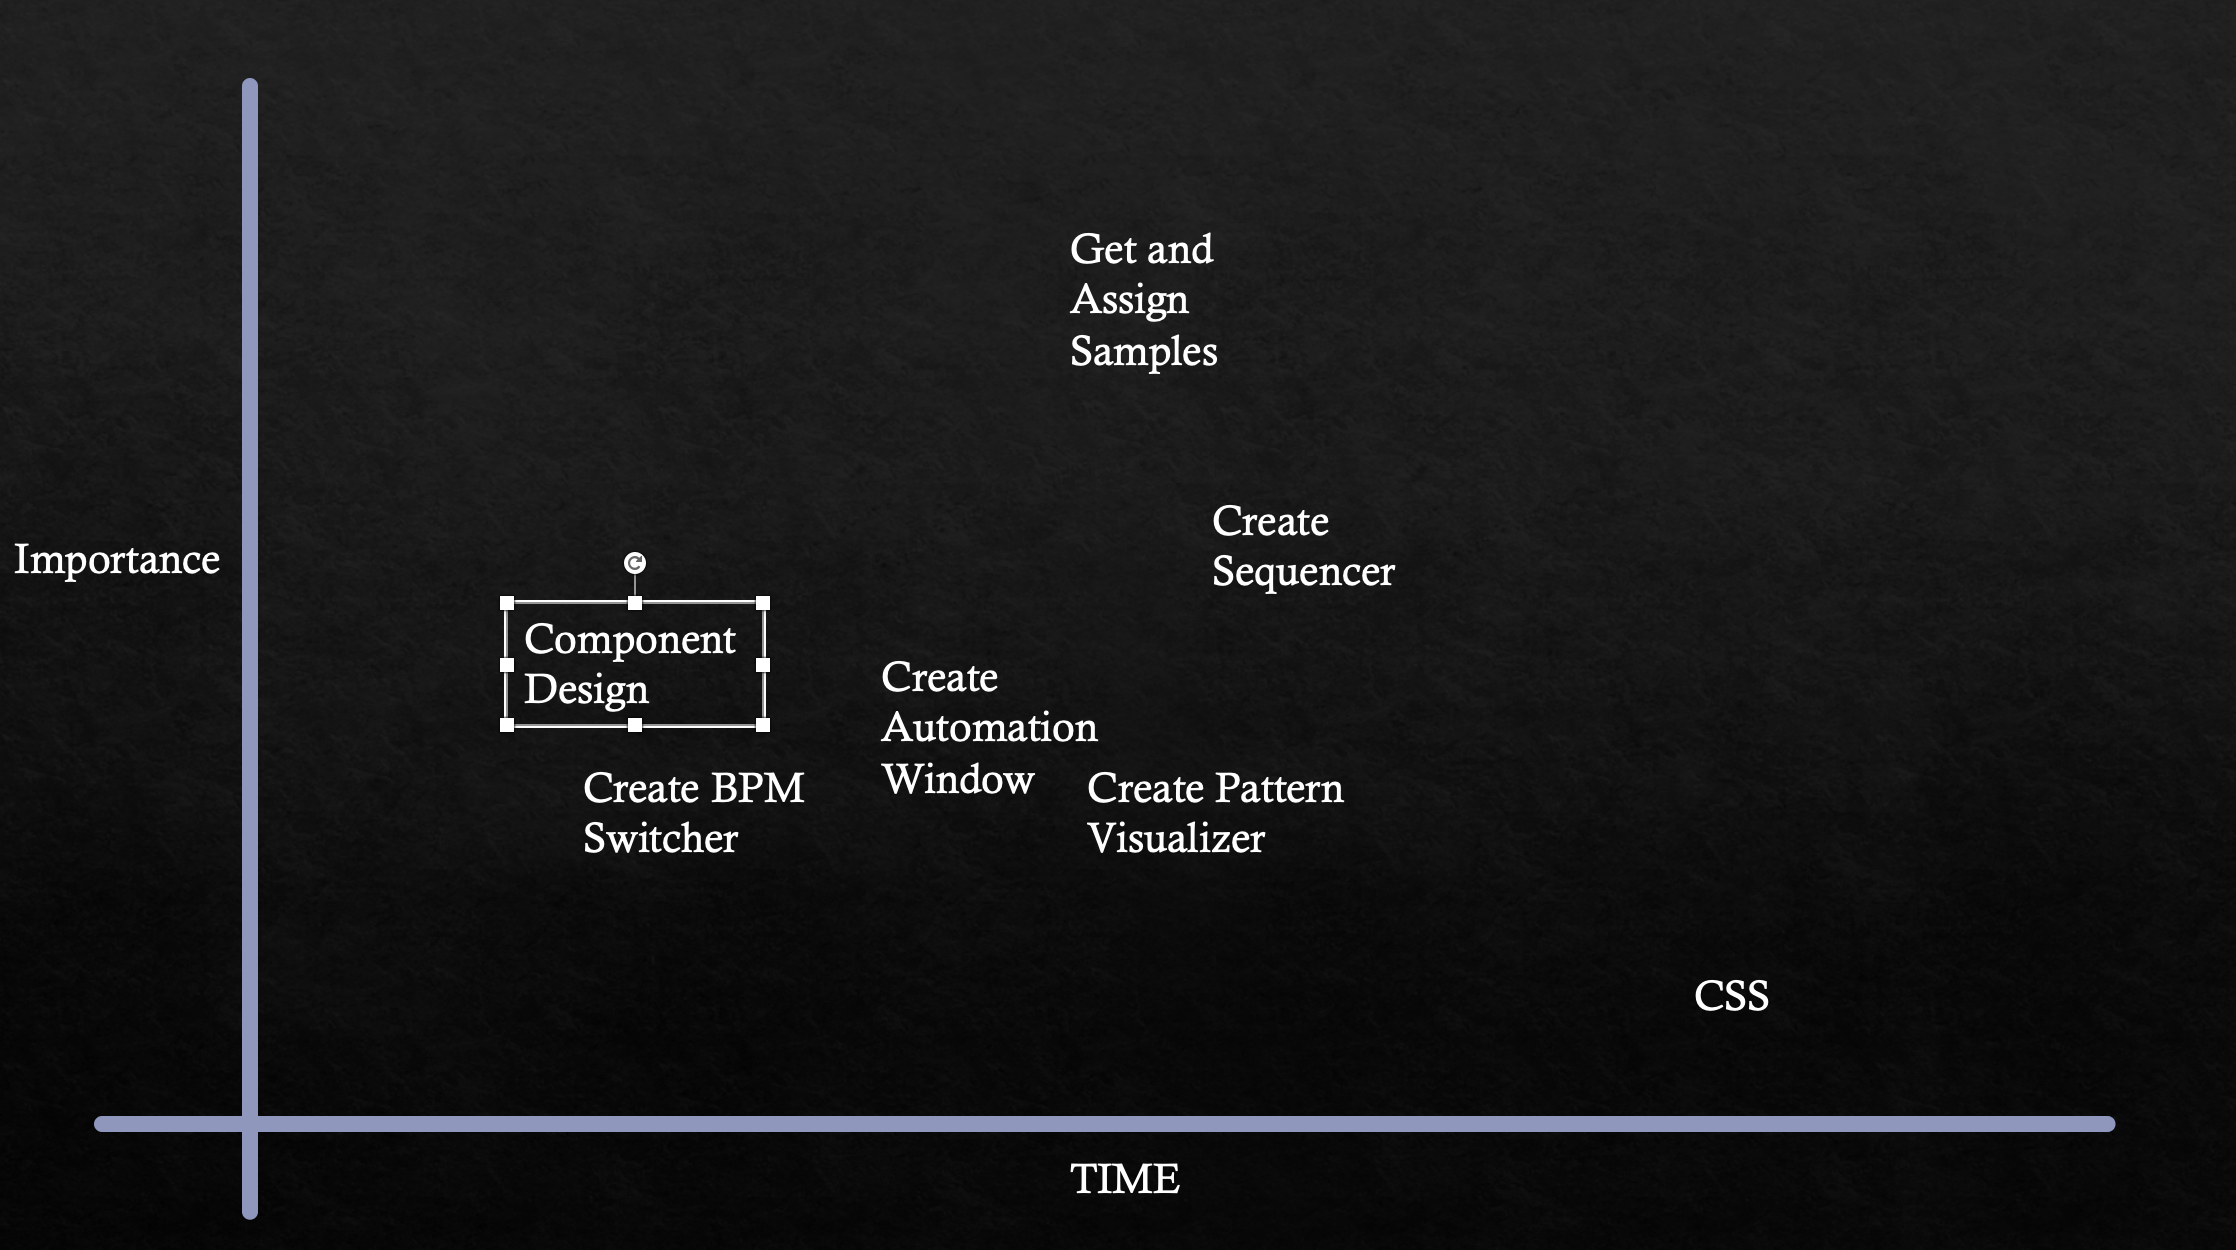 Get and
Assign
Samples
Create
Sequencer
Importance
Component
Design
Create
Automation
Window
Create BPM
Switcher
Create Pattern
Visualizer
CSS
TIME